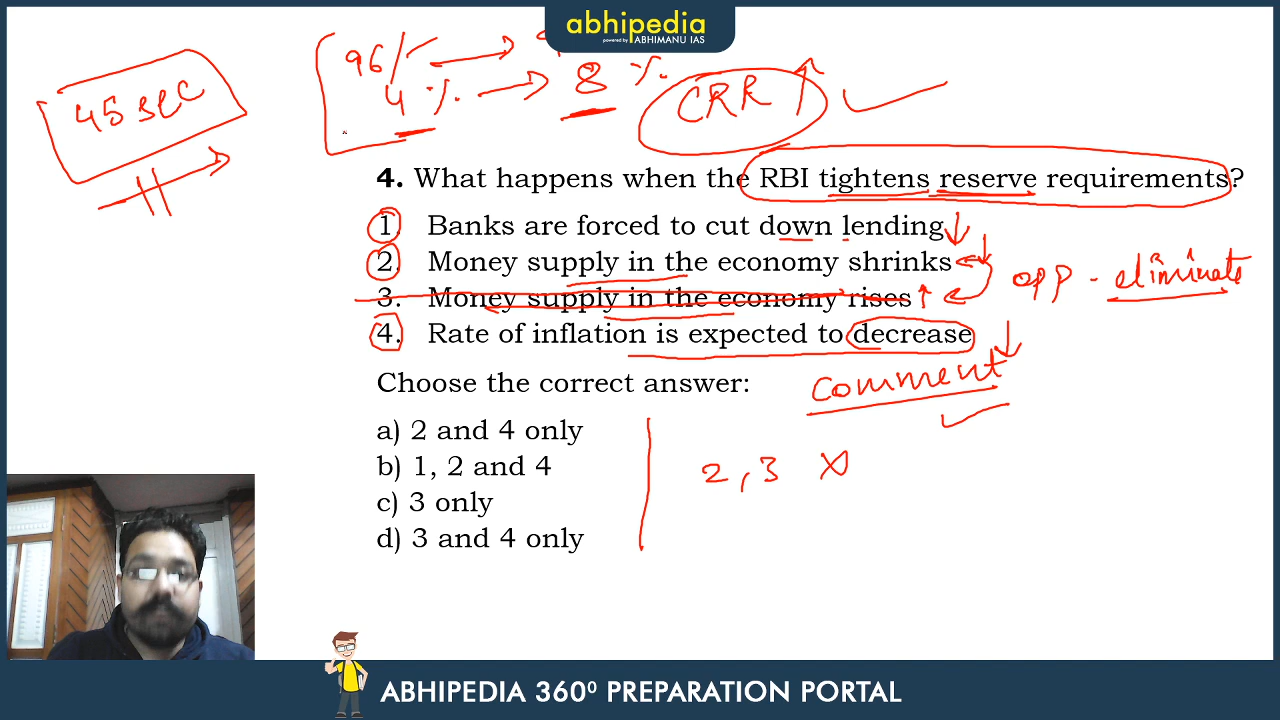 abhipedia
powered by ABHIMANU IAS
96 /-
45 sec
4 % → 8 %.
CRR ↑
4. What happens when the RBI tightens reserve requirements?
1. Banks are forced to cut down lending
2. Money supply in the economy shrinks
opp - eliminate
3. Money supply in the economy rises
4. Rate of inflation is expected to decrease
Choose the correct answer:
comment
a) 2 and 4 only
b) 1, 2 and 4
2, 3 X
c) 3 only
d) 3 and 4 only
ABHIPEDIA 360⁰ PREPARATION PORTAL